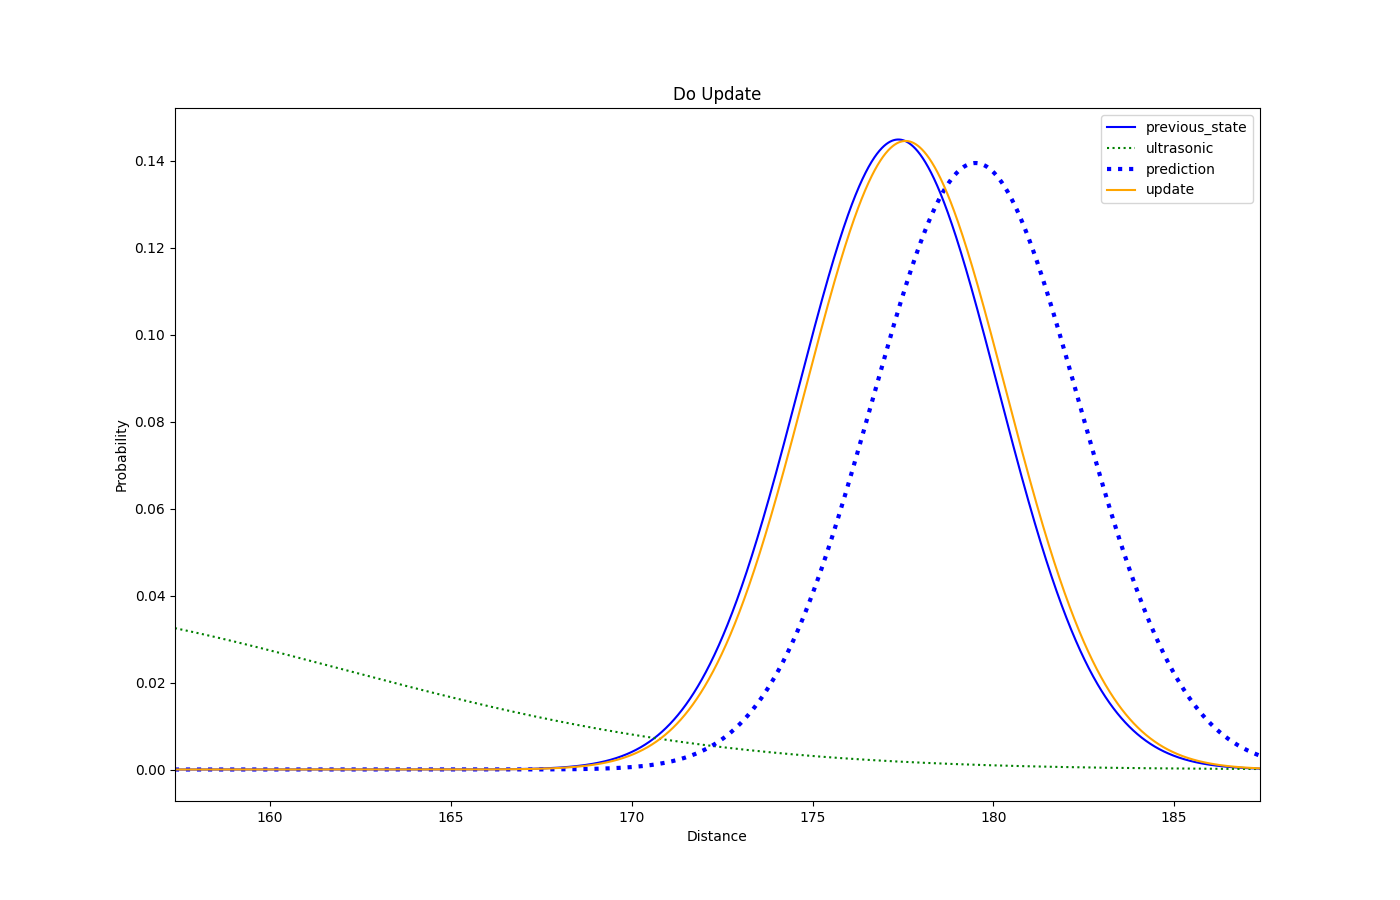 Do Update
previous_state
ultrasonic
prediction
update
0.14
0.12
0.10
0.08
0.06
0.04
0.02
0.00
Probability
160
165
170
175
180
185
Distance